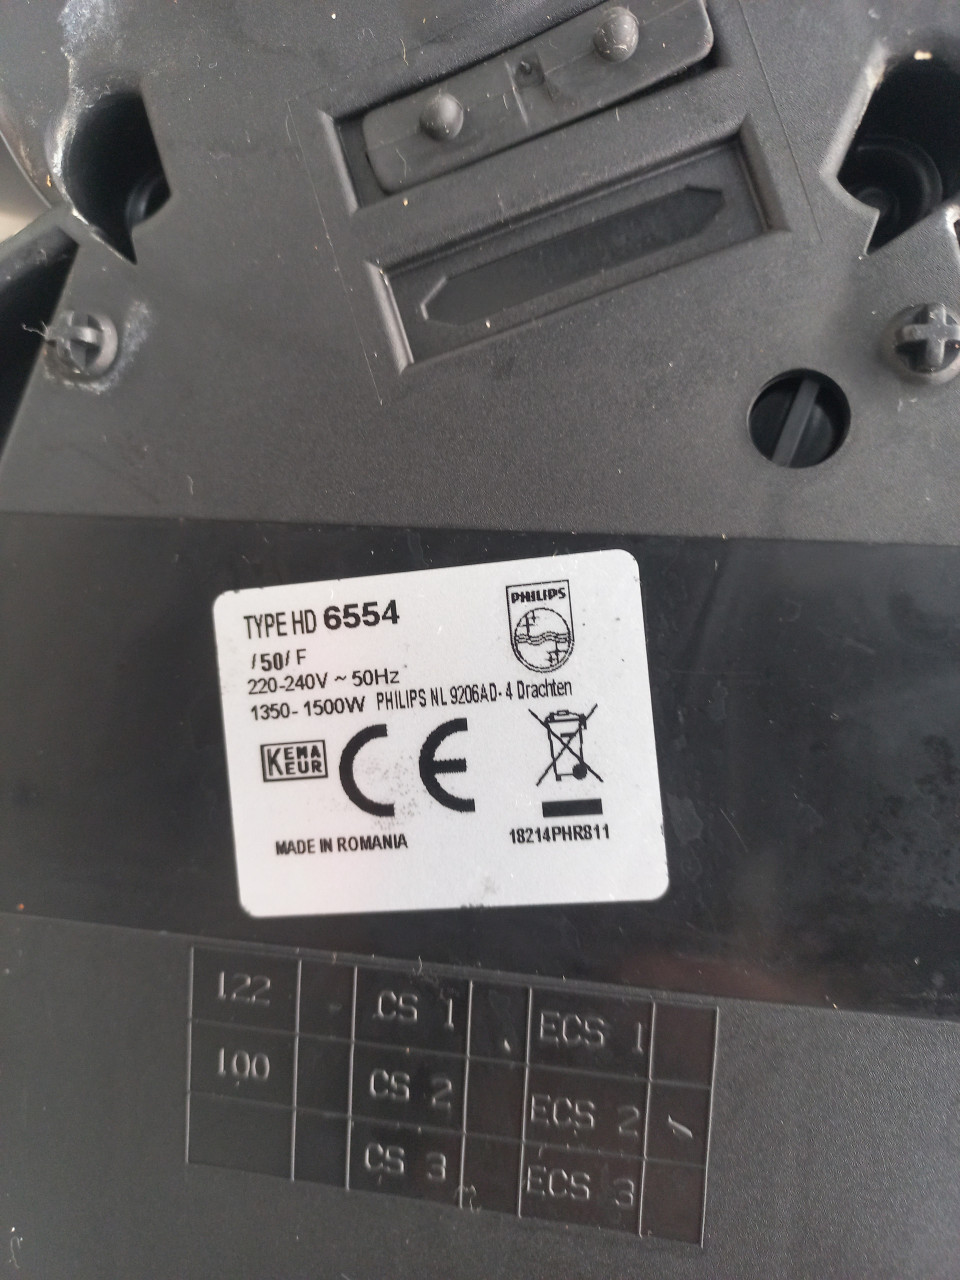 TYPE HD 6554
PHILIPS
/50/ F
220-240V ~ 50Hz
1350-1500W PHILIPS NL 9206AD-4 Drachten
KEMA
KEUR
CE
MADE IN ROMANIA
18214PHR811
122 CS 1 ECS 1
100 CS 2 ECS 2
CS 3 ECS 3